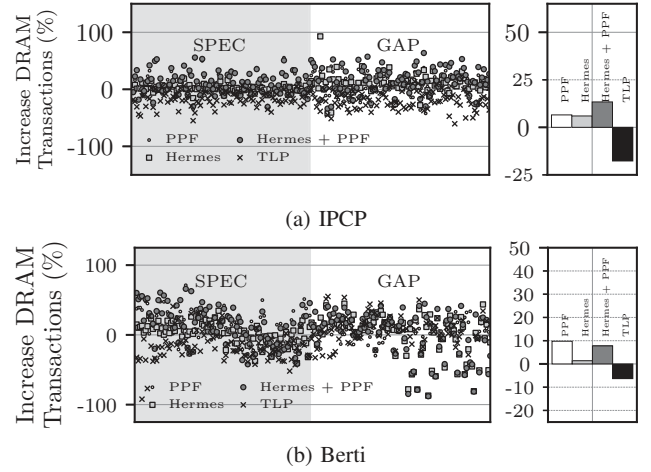 Increase DRAM
Transactions (%)
100
0
-100
SPEC
GAP
PPF
Hermes + PPF
Hermes
TLP
50
25
0
-25
PPF
Hermes
Hermes + PPF
TLP
(a) IPCP
Increase DRAM
Transactions (%)
100
0
-100
SPEC
GAP
PPF
Hermes + PPF
Hermes
TLP
50
40
30
20
10
0
-10
-20
PPF
Hermes
Hermes + PPF
TLP
(b) Berti